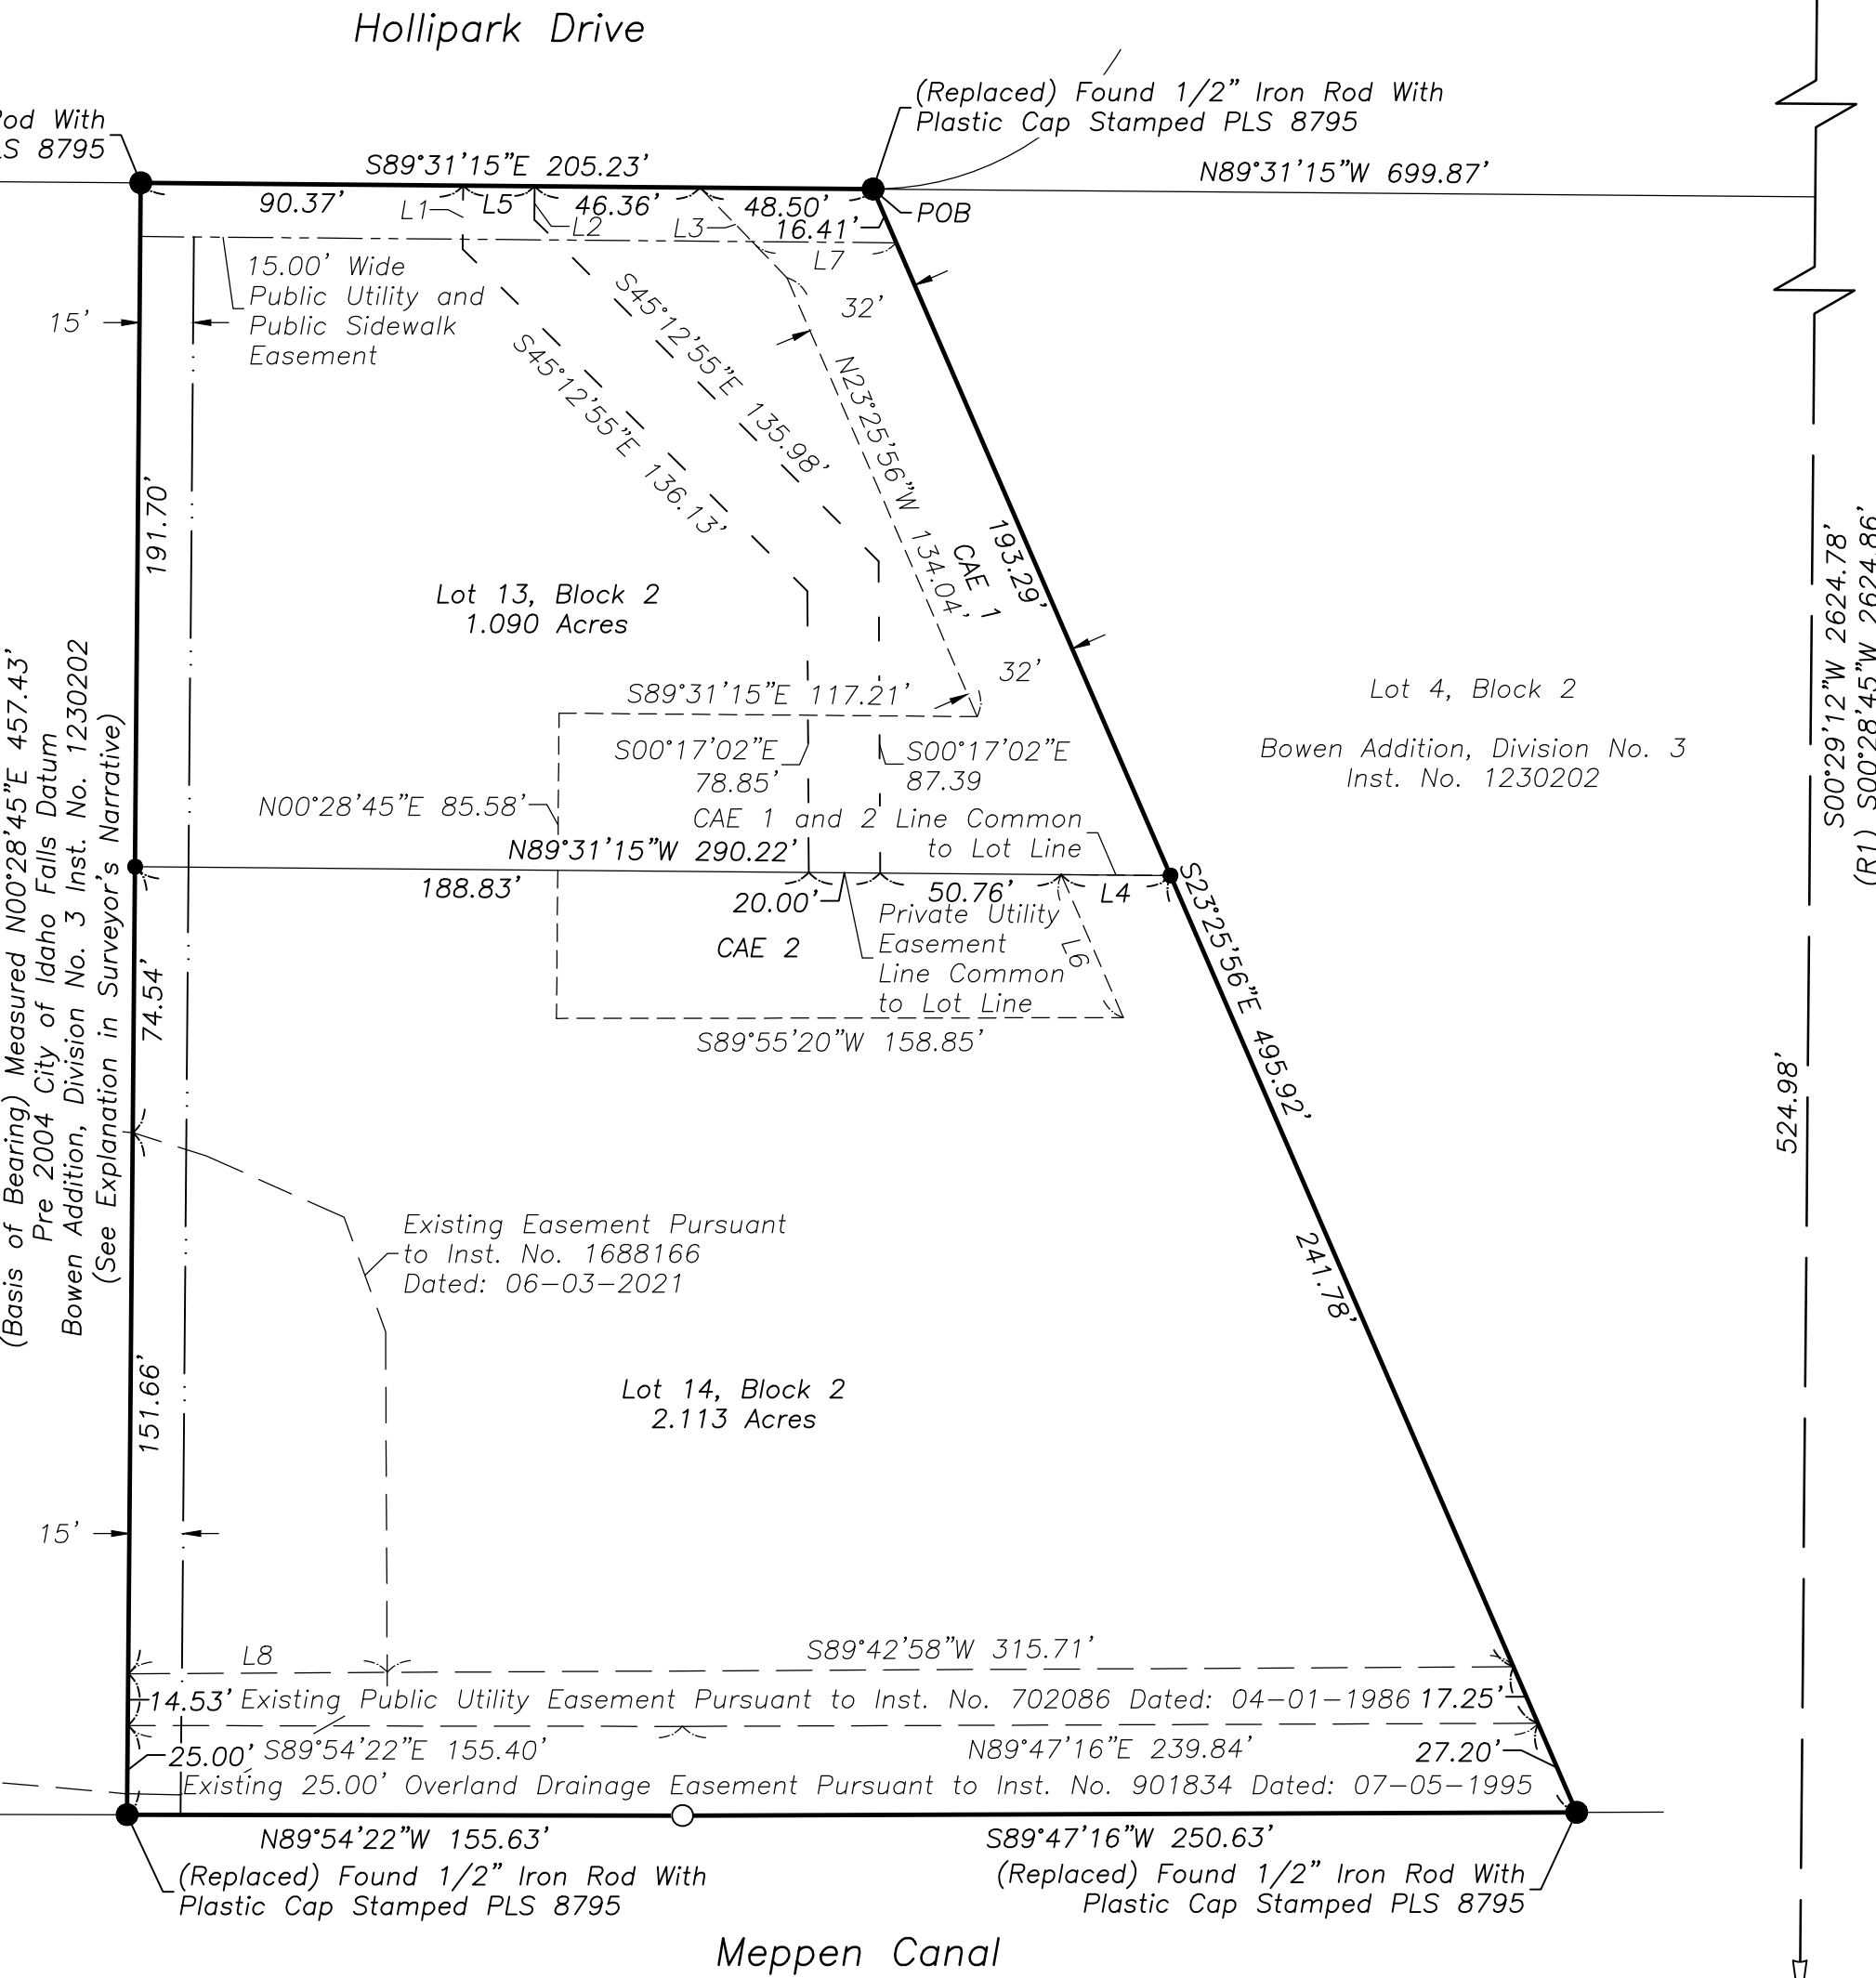 Hollipark Drive
(Replaced) Found 1/2" Iron Rod With
Plastic Cap Stamped PLS 8795
Rod With
LS 8795
S89°31'15"E 205.23'
N89°31'15"W 699.87'
90.37'
L1
L5
L2
46.36'
L3
48.50'
16.41'
POB
L7
15.00' Wide
Public Utility and
Public Sidewalk
Easement
15'
32'
S45°12'55"E 135.98'
S45°12'55"E 136.13'
N23°25'56"W 134.04'
CAE 1
193.29'
191.70'
Lot 13, Block 2
1.090 Acres
32'
S89°31'15"E 117.21'
Lot 4, Block 2
Bowen Addition, Division No. 3
Inst. No. 1230202
S00°29'12"W 2624.78'
(R1) S00°28'45"W 2624.86'
S00°17'02"E
78.85'
S00°17'02"E
87.39
N00°28'45"E 85.58'
CAE 1 and 2 Line Common
to Lot Line
N89°31'15"W 290.22'
188.83'
20.00'
50.76'
L4
Private Utility
Easement
Line Common
to Lot Line
CAE 2
L6
S89°55'20"W 158.85'
S23°25'56"E 495.92'
(Basis of Bearing) Measured N00°28'45"E 457.43'
Pre 2004 City of Idaho Falls Datum
Bowen Addition, Division No. 3 Inst. No. 1230202
(See Explanation in Surveyor's Narrative)
74.54'
524.98'
Existing Easement Pursuant
to Inst. No. 1688166
Dated: 06-03-2021
241.78'
151.66'
Lot 14, Block 2
2.113 Acres
15'
L8
S89°42'58"W 315.71'
14.53'
Existing Public Utility Easement Pursuant to Inst. No. 702086 Dated: 04-01-1986
17.25'
25.00'
S89°54'22"E 155.40'
N89°47'16"E 239.84'
27.20'
Existing 25.00' Overland Drainage Easement Pursuant to Inst. No. 901834 Dated: 07-05-1995
N89°54'22"W 155.63'
S89°47'16"W 250.63'
(Replaced) Found 1/2" Iron Rod With
Plastic Cap Stamped PLS 8795
(Replaced) Found 1/2" Iron Rod With
Plastic Cap Stamped PLS 8795
Meppen Canal